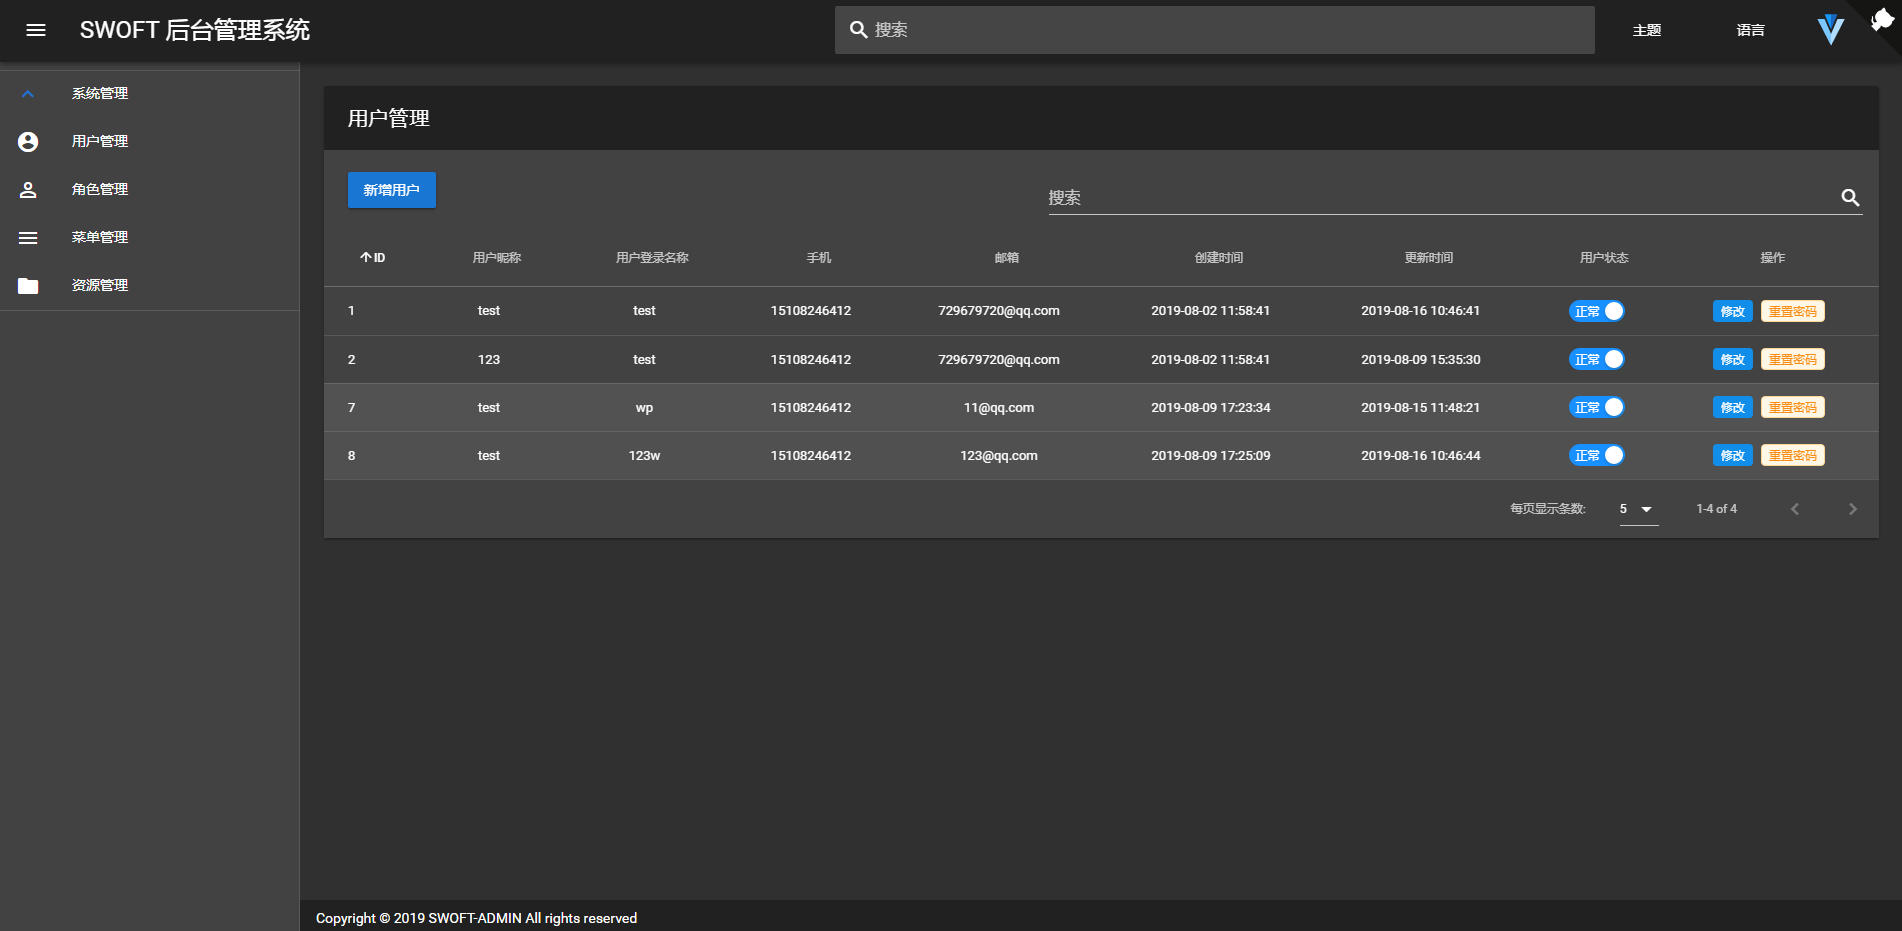 SWOFT 后台管理系统
搜索
主题
语言
系统管理
用户管理
角色管理
菜单管理
资源管理
用户管理
新增用户
搜索
ID 用户昵称 用户登录名称 手机 邮箱 创建时间 更新时间 用户状态 操作
1 test test 15108246412 729679720@qq.com 2019-08-02 11:58:41 2019-08-16 10:46:41 正常 修改 重置密码
2 123 test 15108246412 729679720@qq.com 2019-08-02 11:58:41 2019-08-09 15:35:30 正常 修改 重置密码
7 test wp 15108246412 11@qq.com 2019-08-09 17:23:34 2019-08-15 11:48:21 正常 修改 重置密码
8 test 123w 15108246412 123@qq.com 2019-08-09 17:25:09 2019-08-16 10:46:44 正常 修改 重置密码
每页显示条数: 5 1-4 of 4
Copyright © 2019 SWOFT-ADMIN All rights reserved